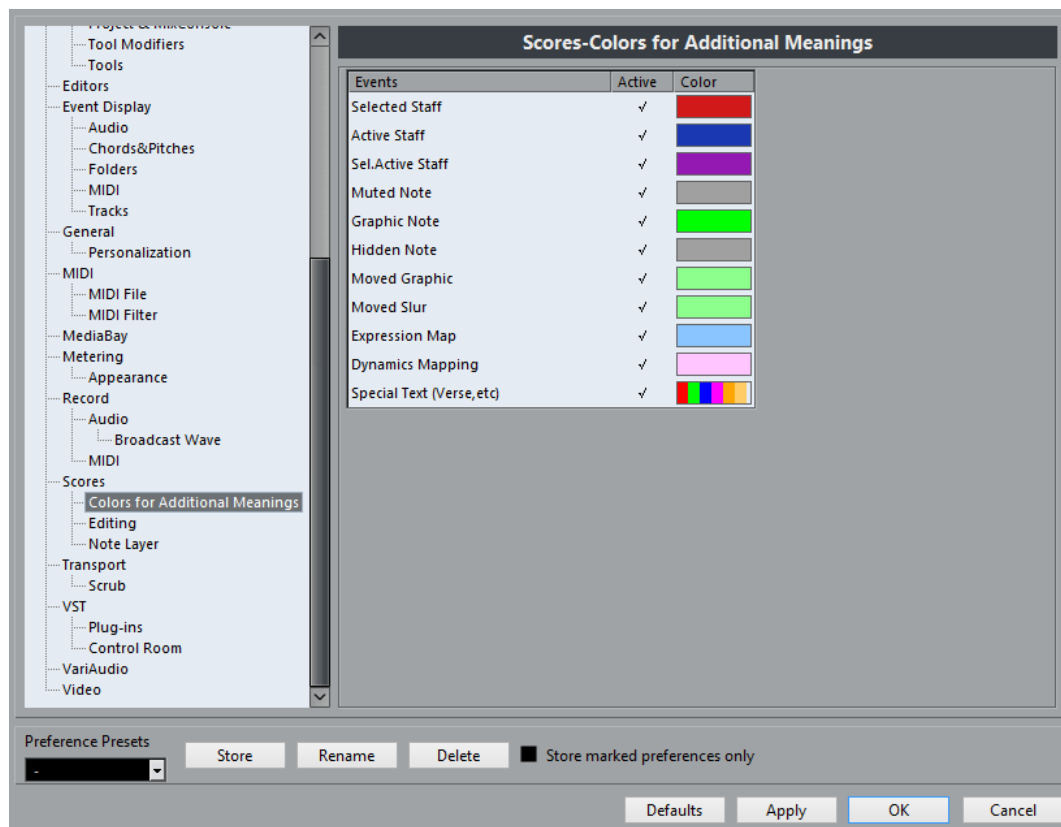 Tool Modifiers
Tools
Editors
Event Display
Audio
Chords&Pitches
Folders
MIDI
Tracks
General
Personalization
MIDI
MIDI File
MIDI Filter
MediaBay
Metering
Appearance
Record
Audio
Broadcast Wave
MIDI
Scores
Colors for Additional Meanings
Editing
Note Layer
Transport
Scrub
VST
Plug-ins
Control Room
VariAudio
Video
Scores-Colors for Additional Meanings
Events Active Color
Selected Staff √
Active Staff √
Sel.Active Staff √
Muted Note √
Graphic Note √
Hidden Note √
Moved Graphic √
Moved Slur √
Expression Map √
Dynamics Mapping √
Special Text (Verse,etc) √
Preference Presets
-
Store Rename Delete Store marked preferences only
Defaults Apply OK Cancel